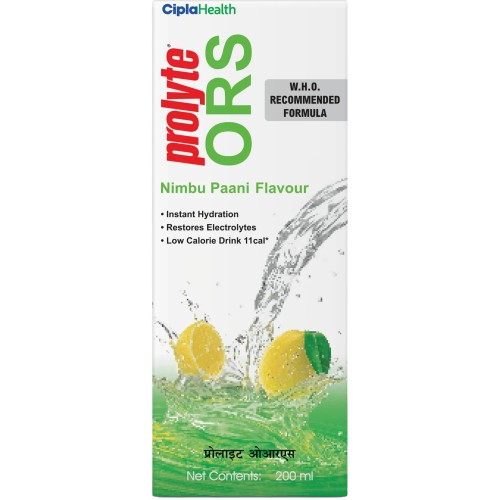 CiplaHealth
prolyte®
ORS
W.H.O.
RECOMMENDED
FORMULA
Nimbu Paani Flavour
• Instant Hydration
• Restores Electrolytes
• Low Calorie Drink 11cal*
प्रोलाइट ओआरएस
Net Contents: 200 ml